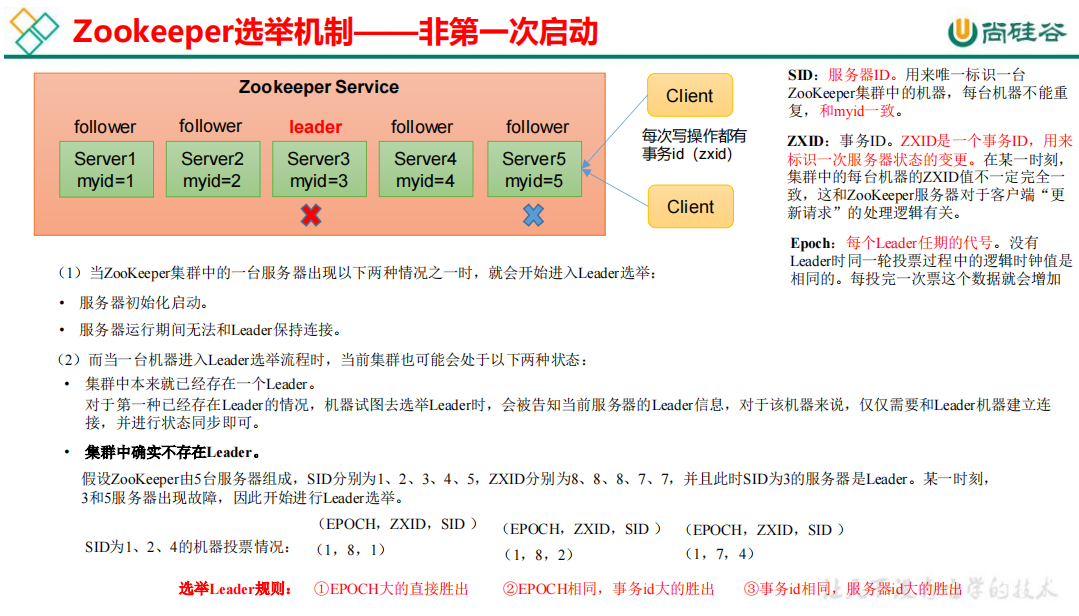 Zookeeper选举机制——非第一次启动
尚硅谷
Zookeeper Service
follower
follower
leader
follower
follower
Server1
myid=1
Server2
myid=2
Server3
myid=3
Server4
myid=4
Server5
myid=5
Client
每次写操作都有
事务id（zxid）
Client
SID：服务器ID。用来唯一标识一台
ZooKeeper集群中的机器，每台机器不能重
复，和myid一致。
ZXID：事务ID。ZXID是一个事务ID，用来
标识一次服务器状态的变更。在某一时刻，
集群中的每台机器的ZXID值不一定完全一
致，这和ZooKeeper服务器对于客户端“更
新请求”的处理逻辑有关。
Epoch：每个Leader任期的代号。没有
Leader时同一轮投票过程中的逻辑时钟值是
相同的。每投完一次票这个数据就会增加
（1）当ZooKeeper集群中的一台服务器出现以下两种情况之一时，就会开始进入Leader选举：
• 服务器初始化启动。
• 服务器运行期间无法和Leader保持连接。
（2）而当一台机器进入Leader选举流程时，当前集群也可能会处于以下两种状态：
• 集群中本来就已经存在一个Leader。
对于第一种已经存在Leader的情况，机器试图去选举Leader时，会被告知当前服务器的Leader信息，对于该机器来说，仅仅需要和Leader机器建立连
接，并进行状态同步即可。
• 集群中确实不存在Leader。
假设ZooKeeper由5台服务器组成，SID分别为1、2、3、4、5，ZXID分别为8、8、8、7、7，并且此时SID为3的服务器是Leader。某一时刻，
3和5服务器出现故障，因此开始进行Leader选举。
（EPOCH，ZXID，SID ） （EPOCH，ZXID，SID ） （EPOCH，ZXID，SID ）
SID为1、2、4的机器投票情况： （1，8，1） （1，8，2） （1，7，4）
选举Leader规则： ①EPOCH大的直接胜出 ②EPOCH相同，事务id大的胜出 ③事务id相同，服务器id大的胜出
学的技术